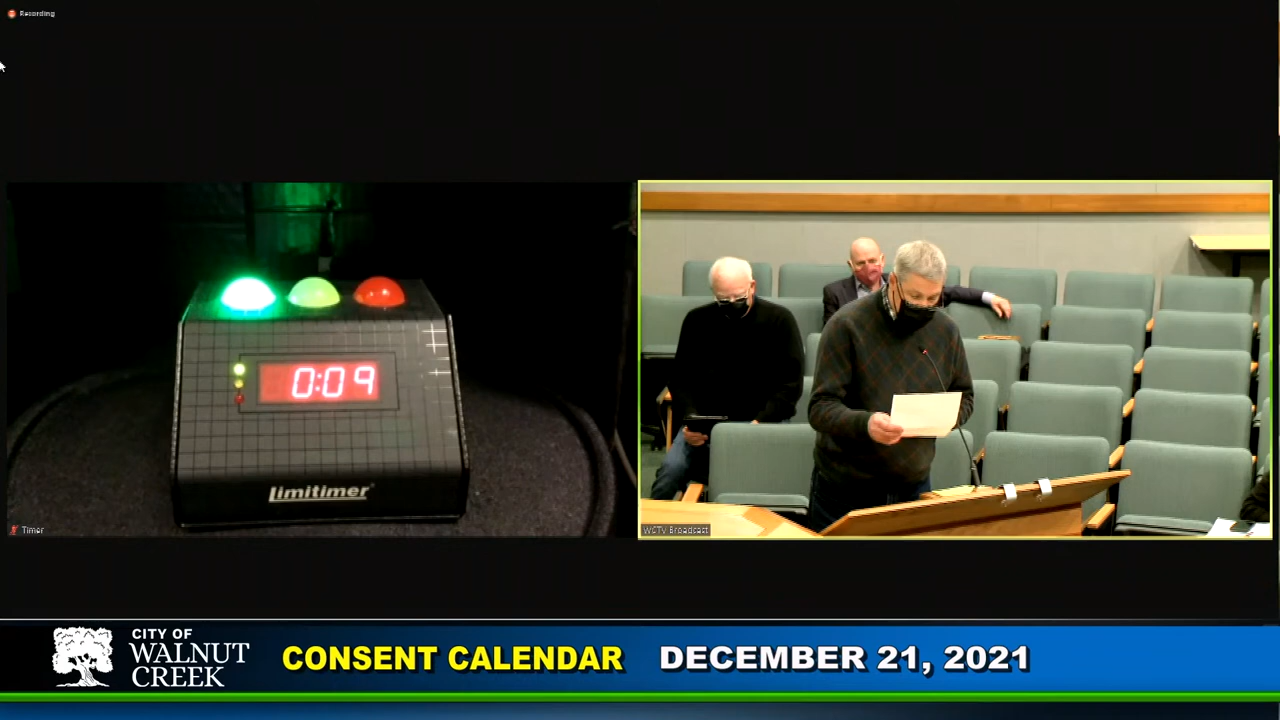 Recording
0:09
Limitimer
Timer
WCTV Broadcast
CITY OF
WALNUT
CREEK
CONSENT CALENDAR
DECEMBER 21, 2021